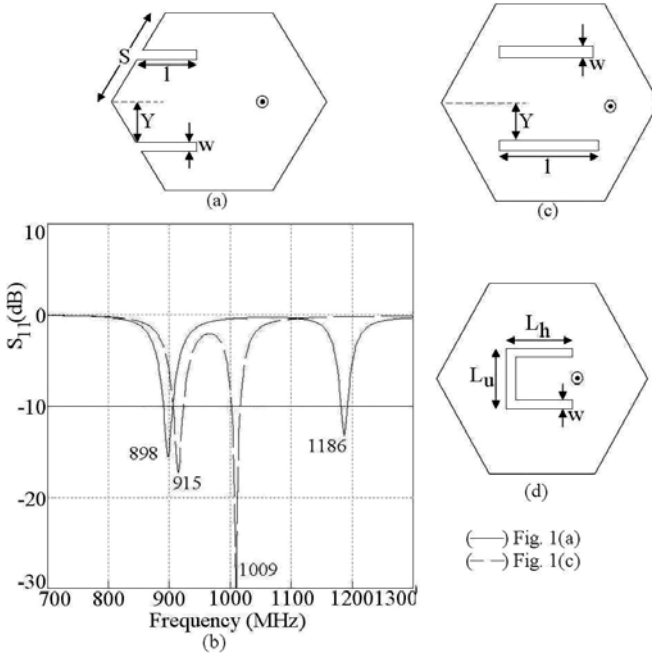 S
l
Y
w
(a)
w
Y
l
(c)
10
0
-10
-20
-30
S11(dB)
898
915
1009
1186
700 800 900 1000 1100 1200 1300
Frequency (MHz)
(b)
Lh
Lu
w
(d)
(—) Fig. 1(a)
(— —) Fig. 1(c)